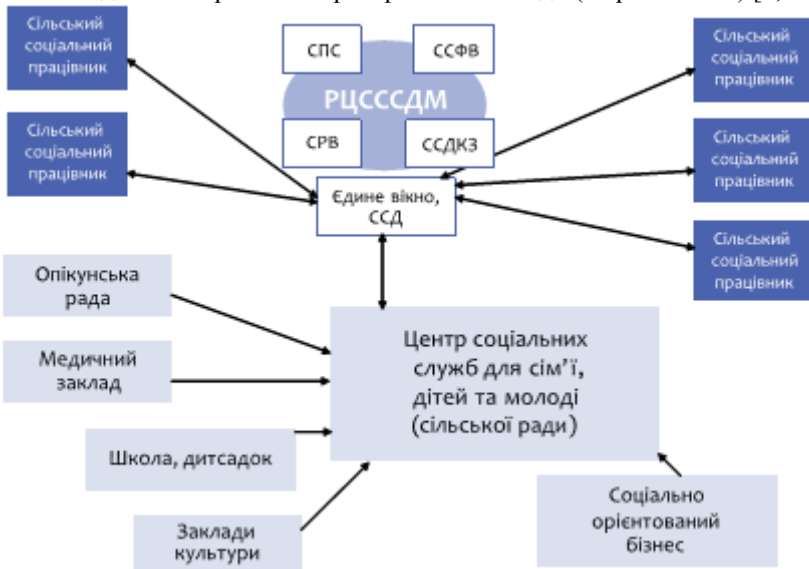 Сільський
соціальний
працівник
СПС
ССФВ
Сільський
соціальний
працівник
РЦСССДМ
Сільський
соціальний
працівник
СРВ
ССДКЗ
Сільський
соціальний
працівник
Єдине вікно,
ССД
Сільський
соціальний
працівник
Опікунська
рада
Медичний
заклад
Центр соціальних
служб для сім'ї,
дітей та молоді
(сільської ради)
Школа, дитсадок
Заклади
культури
Соціально
орієнтований
бізнес